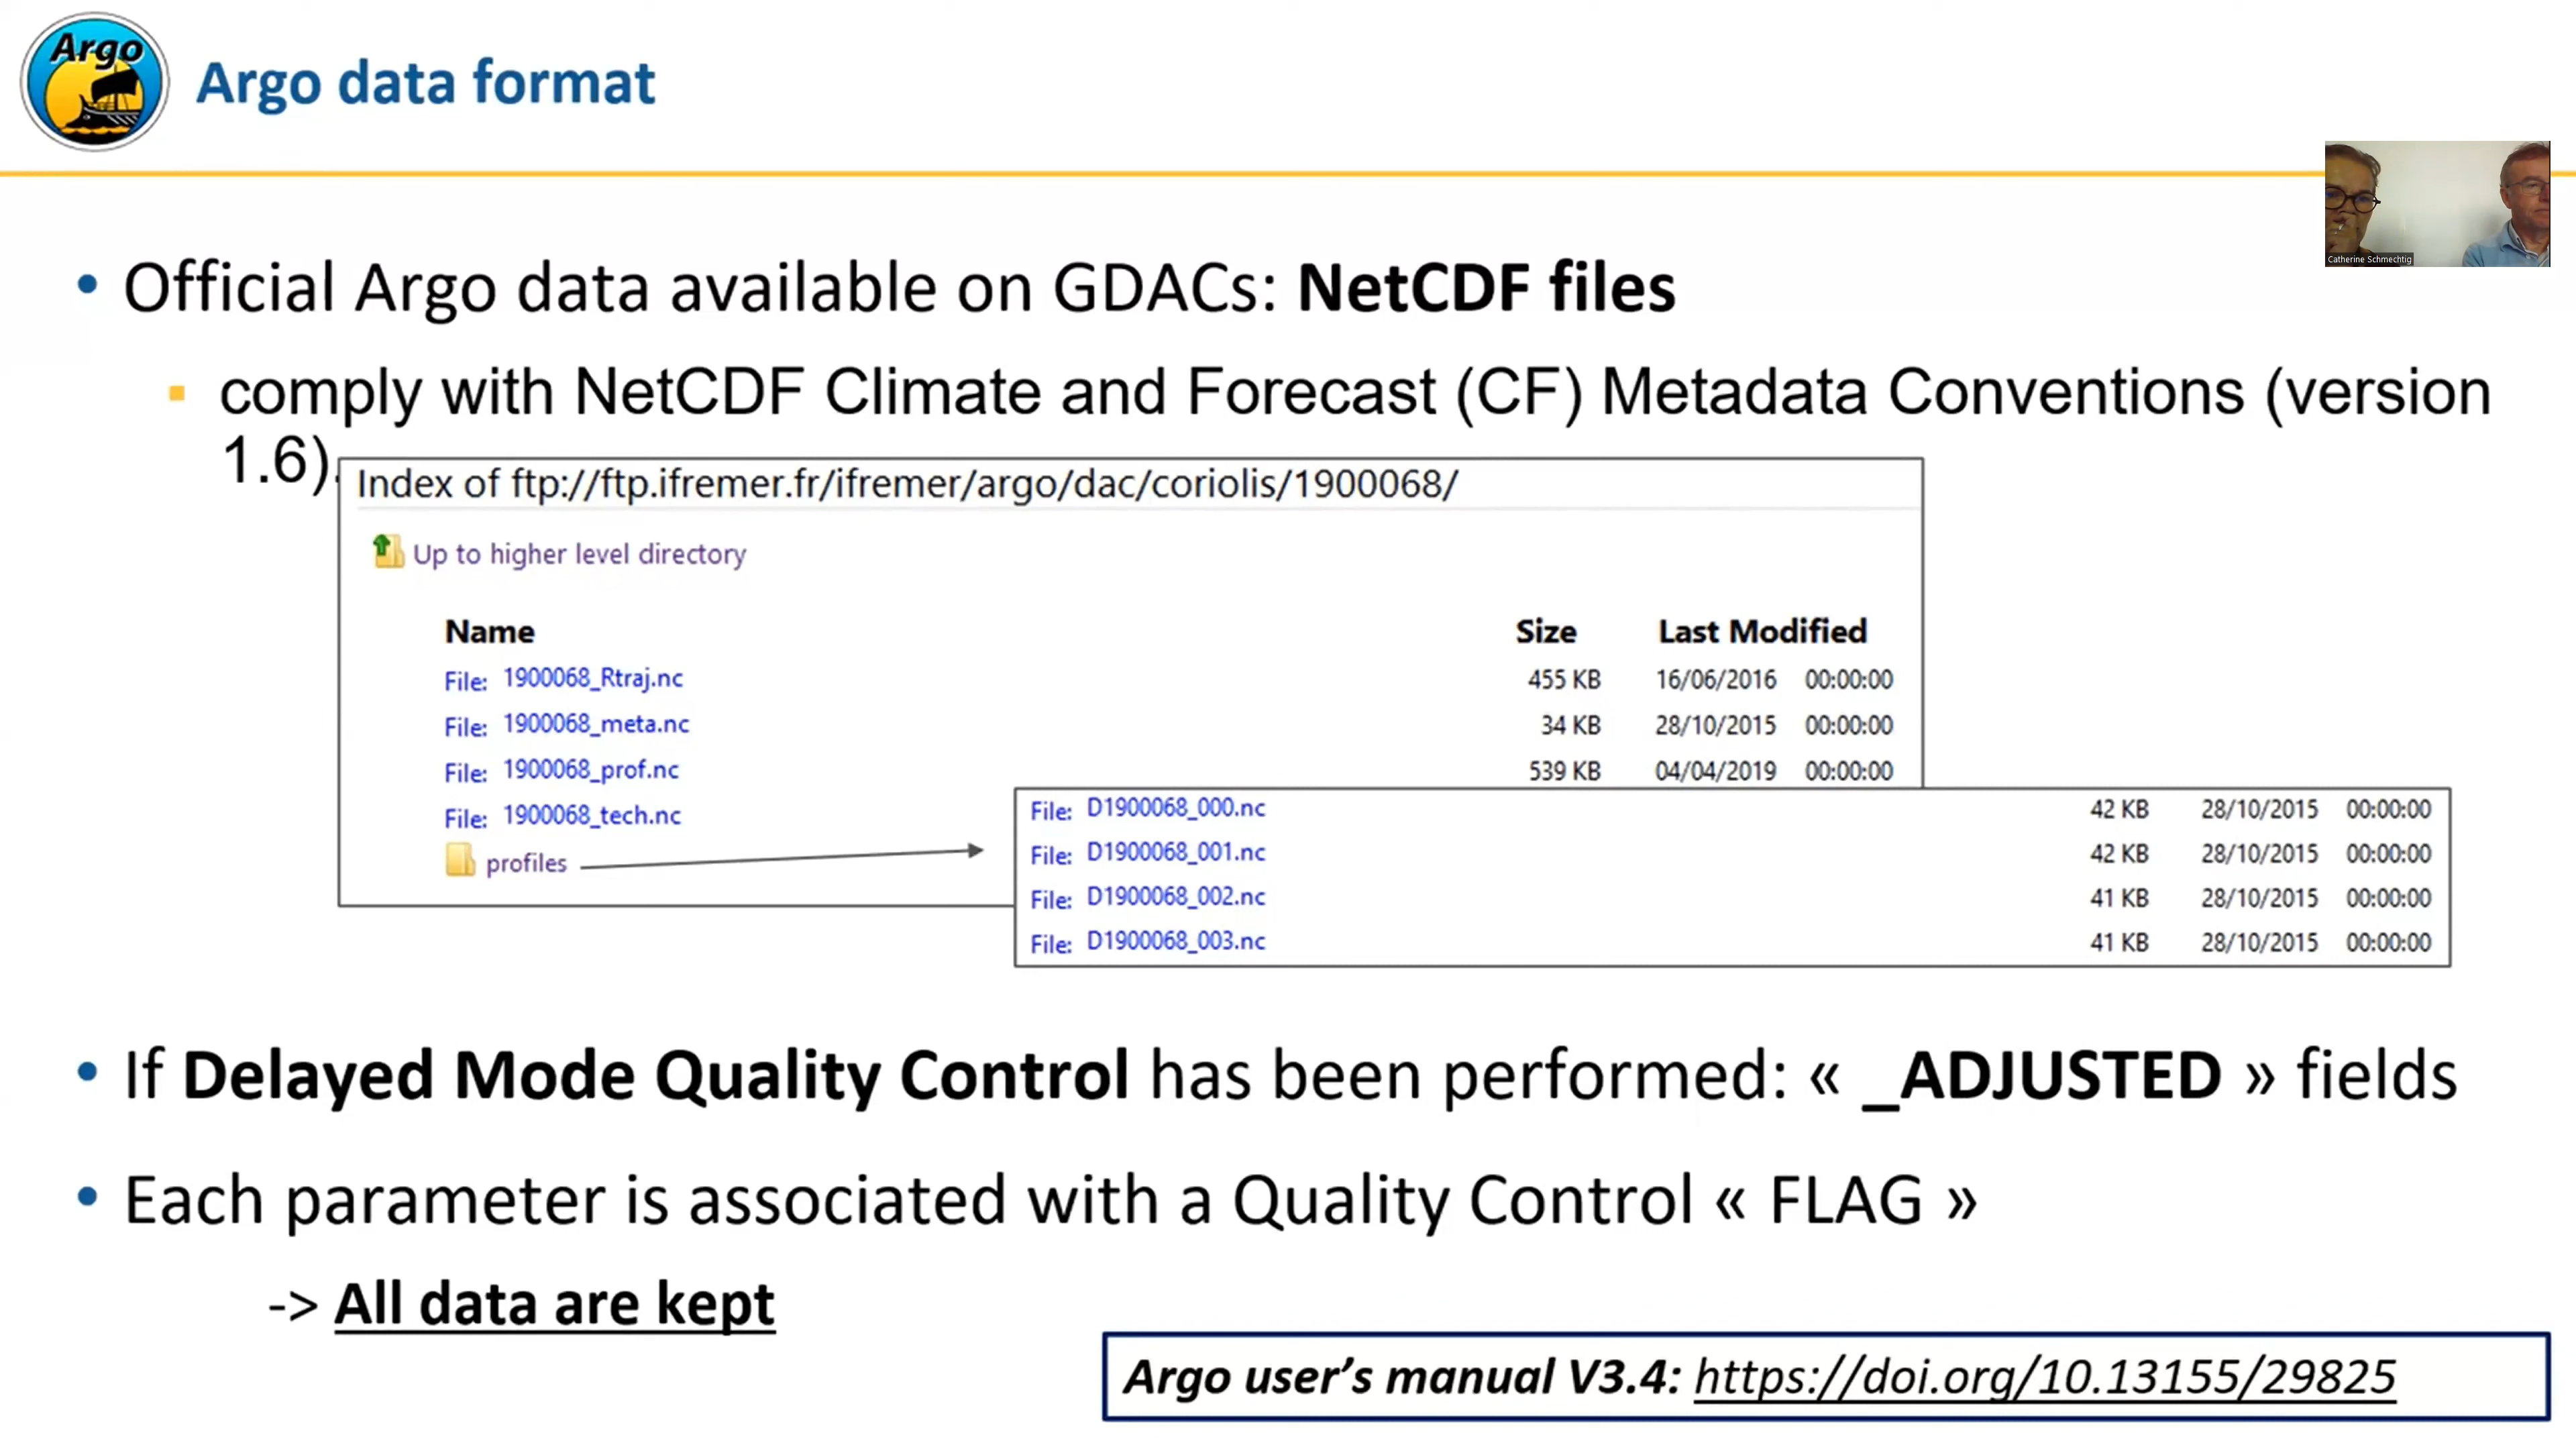 Argo
Argo data format
Catherine Schmechtig
• Official Argo data available on GDACs: NetCDF files
▪ comply with NetCDF Climate and Forecast (CF) Metadata Conventions (version
1.6).
Index of ftp://ftp.ifremer.fr/ifremer/argo/dac/coriolis/1900068/
Up to higher level directory
Name Size Last Modified
File: 1900068_Rtraj.nc 455 KB 16/06/2016 00:00:00
File: 1900068_meta.nc 34 KB 28/10/2015 00:00:00
File: 1900068_prof.nc 539 KB 04/04/2019 00:00:00
File: 1900068_tech.nc
profiles
File: D1900068_000.nc 42 KB 28/10/2015 00:00:00
File: D1900068_001.nc 42 KB 28/10/2015 00:00:00
File: D1900068_002.nc 41 KB 28/10/2015 00:00:00
File: D1900068_003.nc 41 KB 28/10/2015 00:00:00
• If Delayed Mode Quality Control has been performed: « _ADJUSTED » fields
• Each parameter is associated with a Quality Control « FLAG »
-> All data are kept
Argo user’s manual V3.4: https://doi.org/10.13155/29825